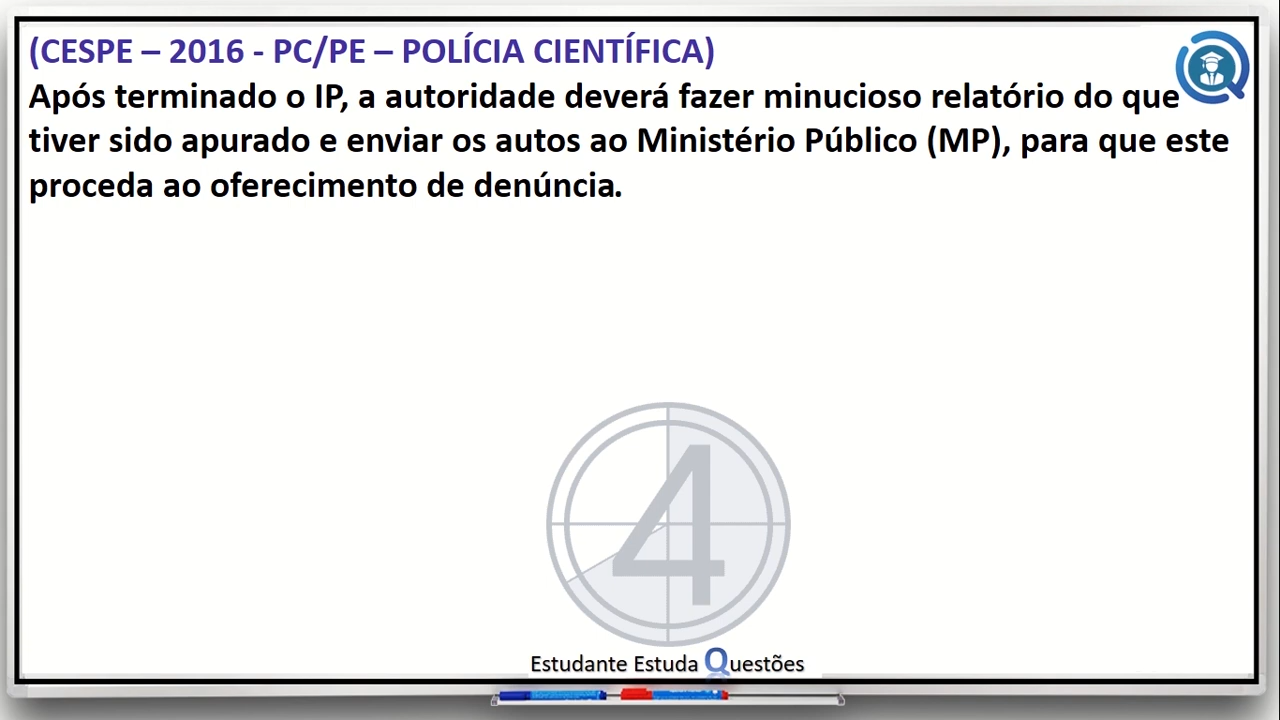 (CESPE – 2016 - PC/PE – POLÍCIA CIENTÍFICA)
Após terminado o IP, a autoridade deverá fazer minucioso relatório do que
tiver sido apurado e enviar os autos ao Ministério Público (MP), para que este
proceda ao oferecimento de denúncia.
4
Estudante Estuda Questões